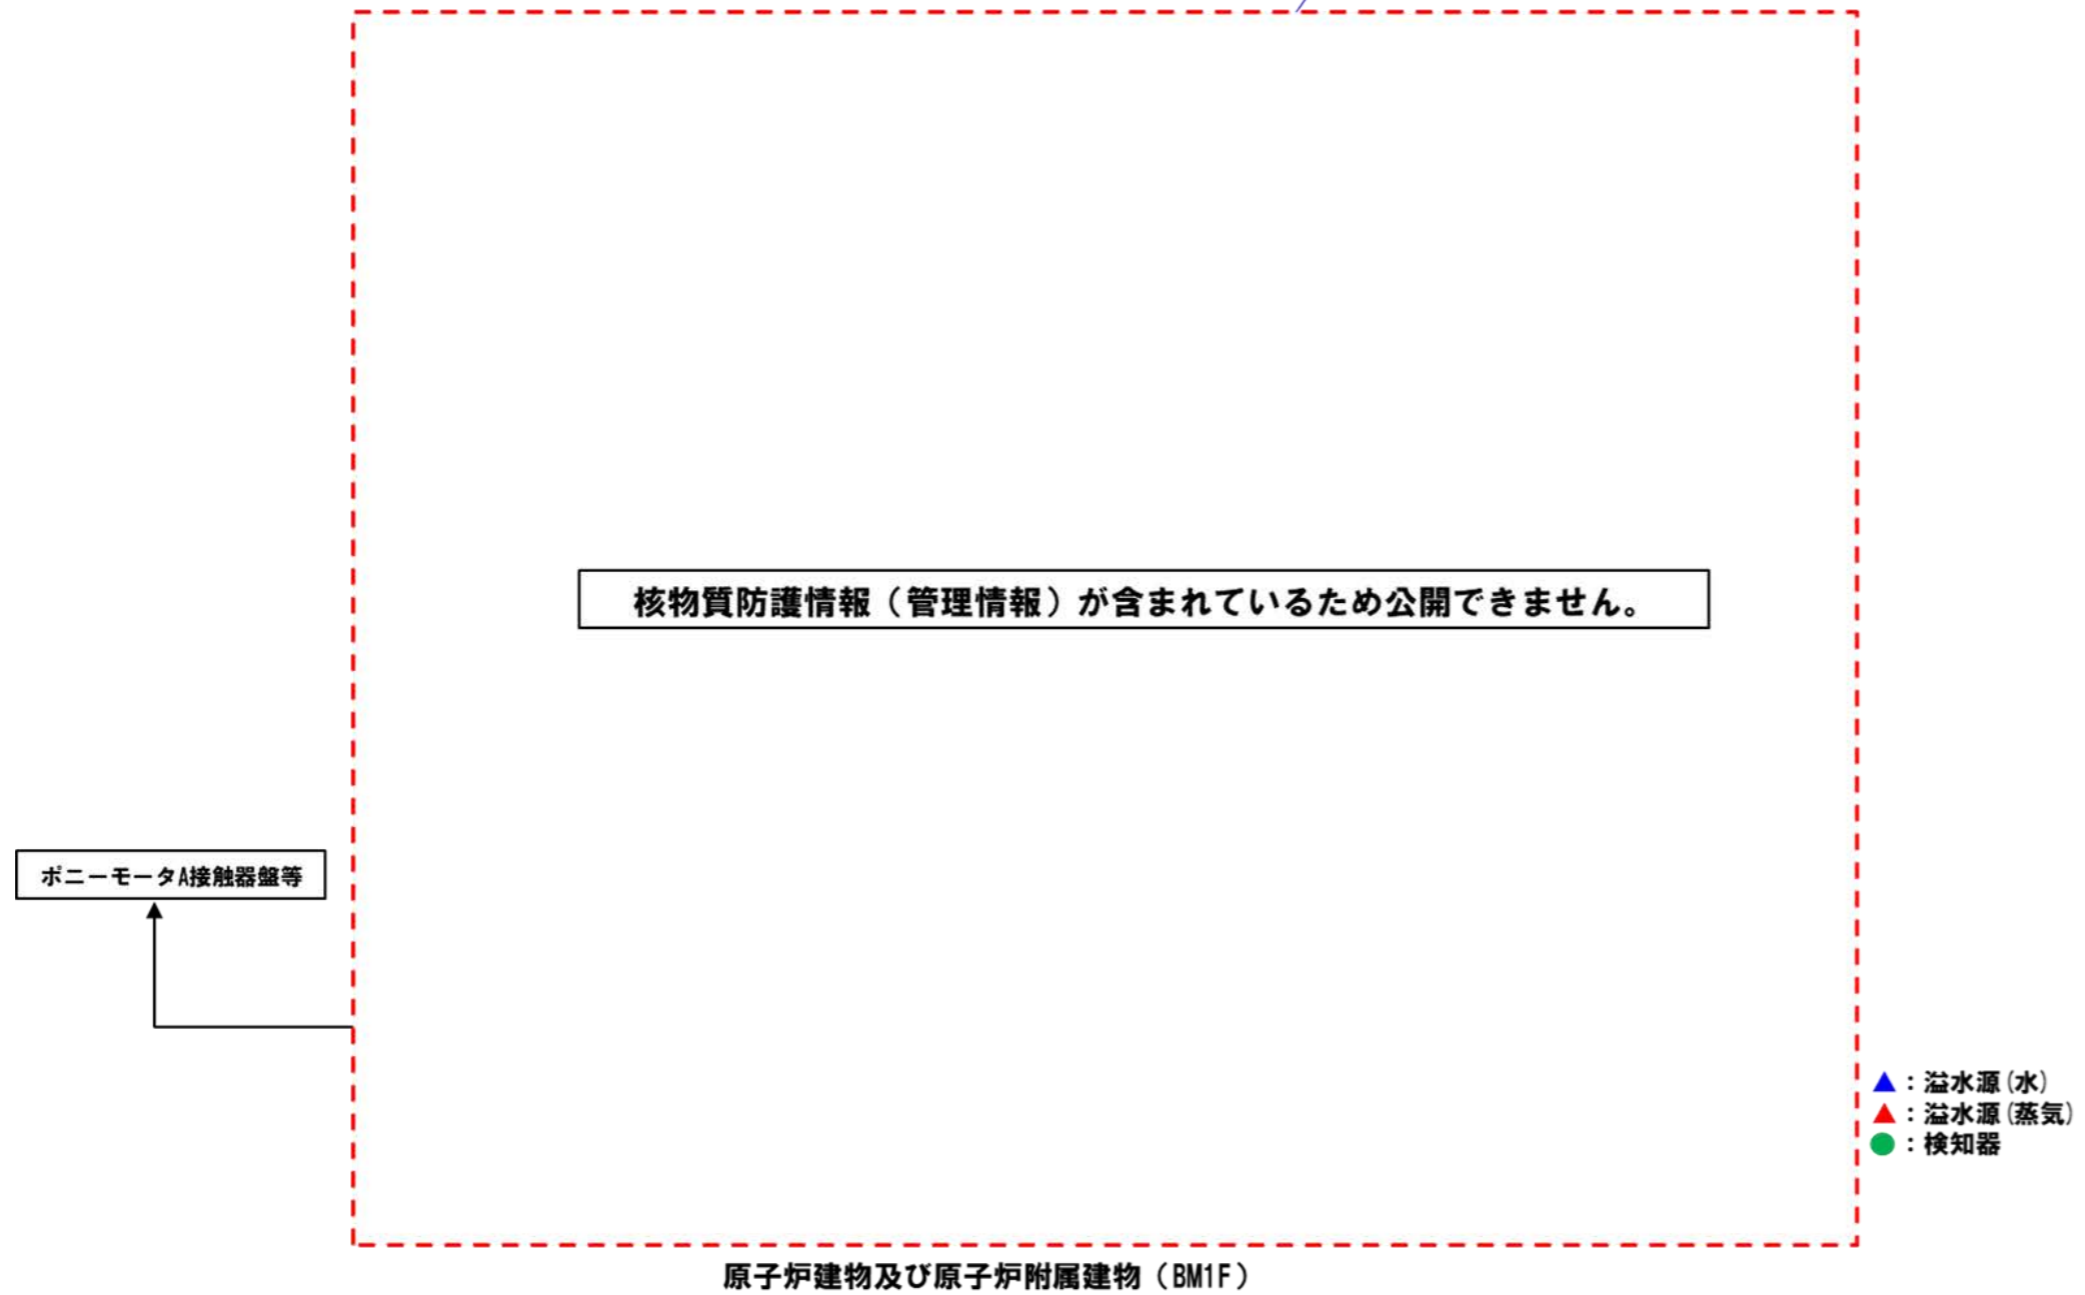 核物質防護情報（管理情報）が含まれているため公開できません。
ポニーモータA接触器盤等
▲：溢水源(水)
▲：溢水源(蒸気)
●：検知器
原子炉建物及び原子炉附属建物（BM1F）